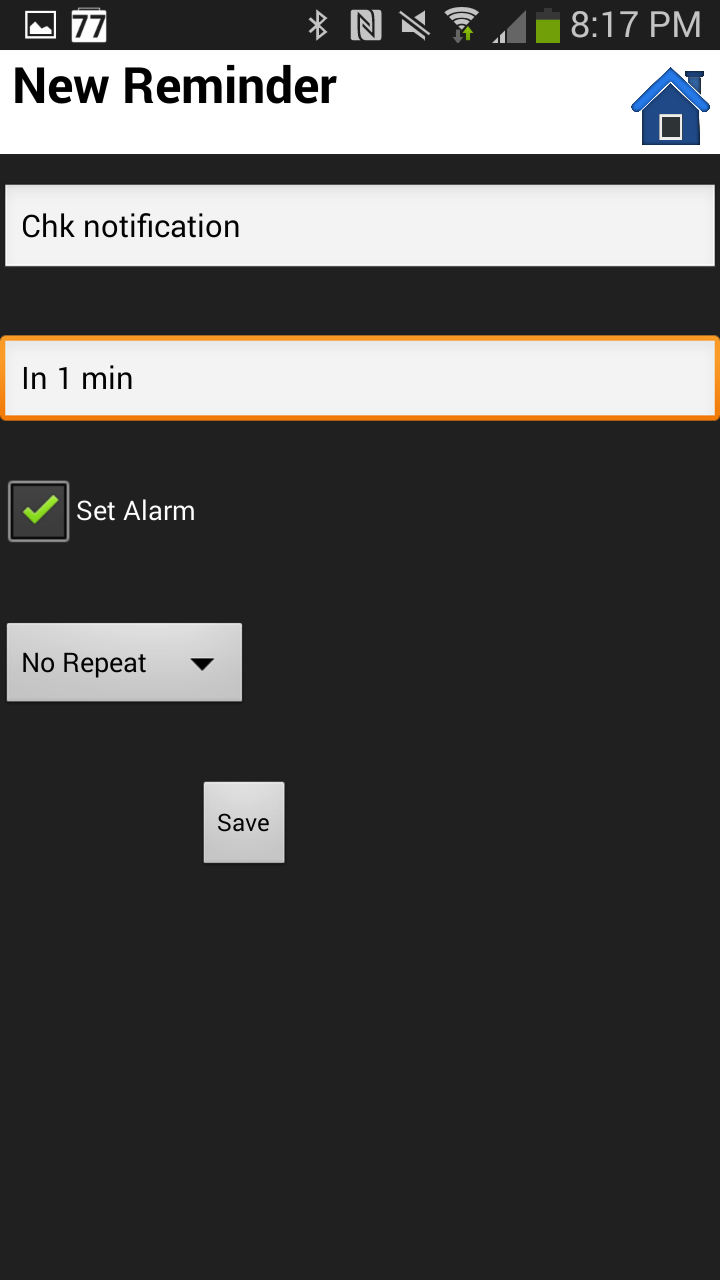 77 8:17 PM
New Reminder
Chk notification
In 1 min
Set Alarm
No Repeat
Save